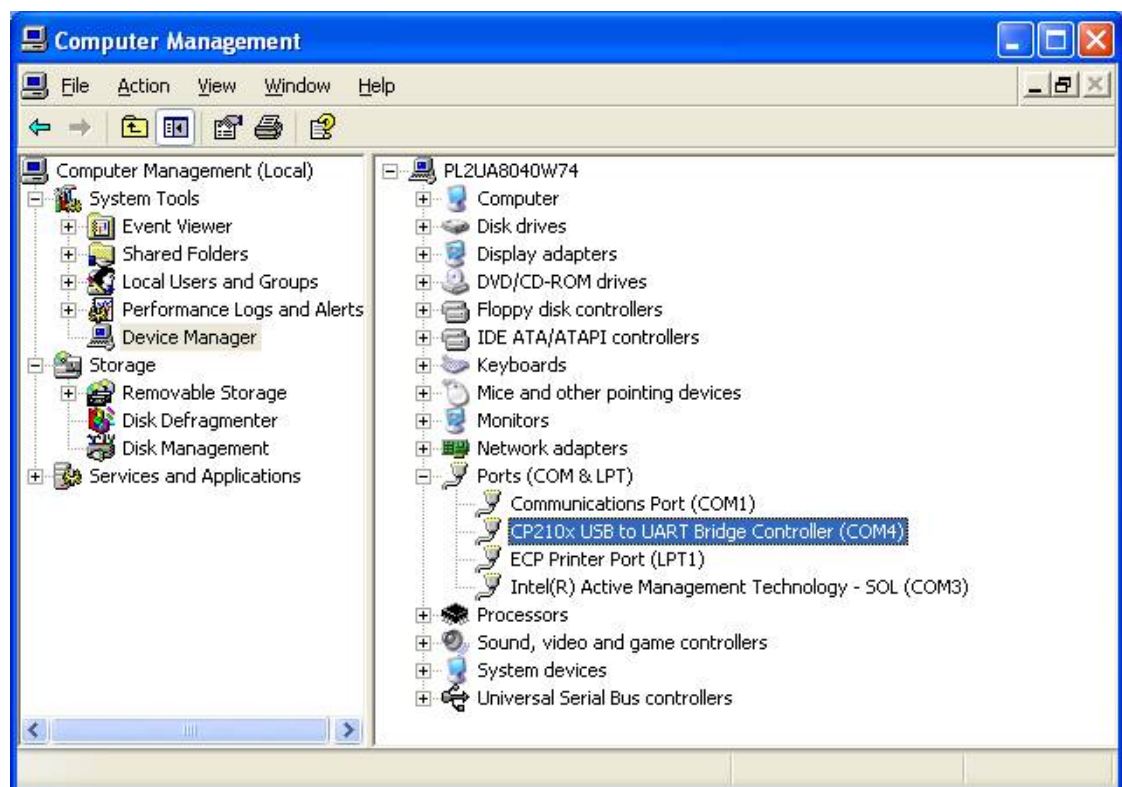 Computer Management
File Action View Window Help
Computer Management (Local)
System Tools
Event Viewer
Shared Folders
Local Users and Groups
Performance Logs and Alerts
Device Manager
Storage
Removable Storage
Disk Defragmenter
Disk Management
Services and Applications
PL2UA8040W74
Computer
Disk drives
Display adapters
DVD/CD-ROM drives
Floppy disk controllers
IDE ATA/ATAPI controllers
Keyboards
Mice and other pointing devices
Monitors
Network adapters
Ports (COM & LPT)
Communications Port (COM1)
CP210x USB to UART Bridge Controller (COM4)
ECP Printer Port (LPT1)
Intel(R) Active Management Technology - SOL (COM3)
Processors
Sound, video and game controllers
System devices
Universal Serial Bus controllers